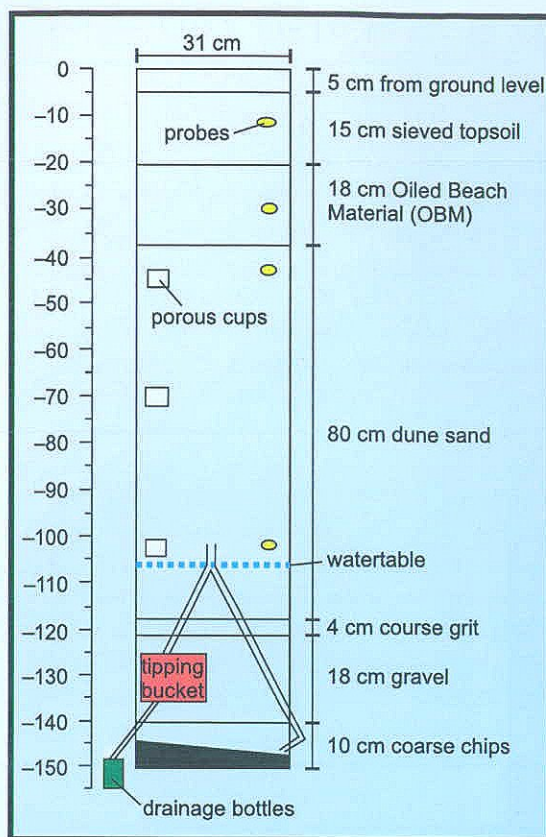 31 cm
0
-10
-20
-30
-40
-50
-60
-70
-80
-90
-100
-110
-120
-130
-140
-150
5 cm from ground level
probes
15 cm sieved topsoil
18 cm Oiled Beach
Material (OBM)
porous cups
80 cm dune sand
watertable
4 cm course grit
tipping
bucket
18 cm gravel
10 cm coarse chips
drainage bottles